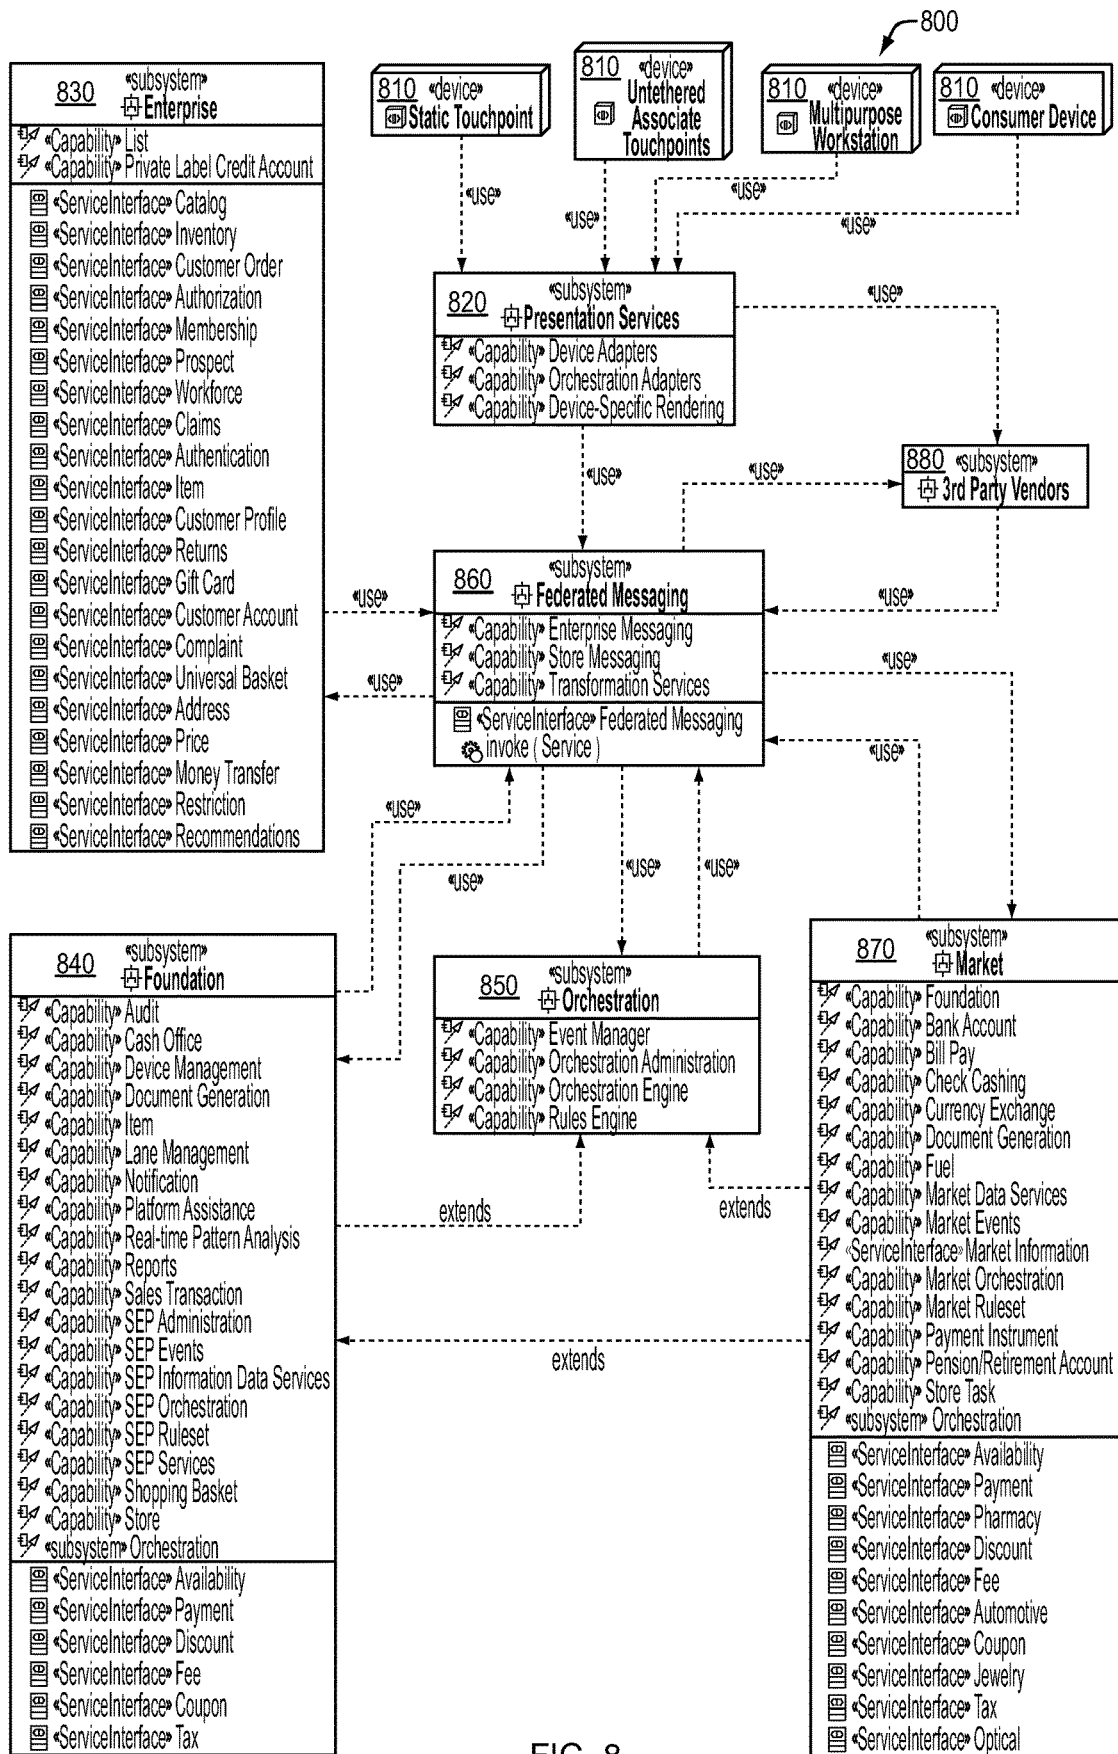 800
830
«subsystem»
Enterprise
«Capability» List
«Capability» Private Label Credit Account
«ServiceInterface» Catalog
«ServiceInterface» Inventory
«ServiceInterface» Customer Order
«ServiceInterface» Authorization
«ServiceInterface» Membership
«ServiceInterface» Prospect
«ServiceInterface» Workforce
«ServiceInterface» Claims
«ServiceInterface» Authentication
«ServiceInterface» Item
«ServiceInterface» Customer Profile
«ServiceInterface» Returns
«ServiceInterface» Gift Card
«ServiceInterface» Customer Account
«ServiceInterface» Complaint
«ServiceInterface» Universal Basket
«ServiceInterface» Address
«ServiceInterface» Price
«ServiceInterface» Money Transfer
«ServiceInterface» Restriction
«ServiceInterface» Recommendations
810 «device»
Static Touchpoint
810 «device»
Untethered
Associate
Touchpoints
810 «device»
Multipurpose
Workstation
810 «device»
Consumer Device
«use»
«use»
«use»
«use»
820
«subsystem»
Presentation Services
«Capability» Device Adapters
«Capability» Orchestration Adapters
«Capability» Device-Specific Rendering
«use»
«use»
«use»
880 «subsystem»
3rd Party Vendors
«use»
«use»
860
«subsystem»
Federated Messaging
«Capability» Enterprise Messaging
«Capability» Store Messaging
«Capability» Transformation Services
«ServiceInterface» Federated Messaging
invoke ( Service )
«use»
«use»
«use»
«use»
«use»
«use»
«use»
840
«subsystem»
Foundation
«Capability» Audit
«Capability» Cash Office
«Capability» Device Management
«Capability» Document Generation
«Capability» Item
«Capability» Lane Management
«Capability» Notification
«Capability» Platform Assistance
«Capability» Real-time Pattern Analysis
«Capability» Reports
«Capability» Sales Transaction
«Capability» SEP Administration
«Capability» SEP Events
«Capability» SEP Information Data Services
«Capability» SEP Orchestration
«Capability» SEP Ruleset
«Capability» SEP Services
«Capability» Shopping Basket
«Capability» Store
«subsystem» Orchestration
«ServiceInterface» Availability
«ServiceInterface» Payment
«ServiceInterface» Discount
«ServiceInterface» Fee
«ServiceInterface» Coupon
«ServiceInterface» Tax
850
«subsystem»
Orchestration
«Capability» Event Manager
«Capability» Orchestration Administration
«Capability» Orchestration Engine
«Capability» Rules Engine
extends
extends
extends
870
«subsystem»
Market
«Capability» Foundation
«Capability» Bank Account
«Capability» Bill Pay
«Capability» Check Cashing
«Capability» Currency Exchange
«Capability» Document Generation
«Capability» Fuel
«Capability» Market Data Services
«Capability» Market Events
«ServiceInterface» Market Information
«Capability» Market Orchestration
«Capability» Market Ruleset
«Capability» Payment Instrument
«Capability» Pension/Retirement Account
«Capability» Store Task
«subsystem» Orchestration
«ServiceInterface» Availability
«ServiceInterface» Payment
«ServiceInterface» Pharmacy
«ServiceInterface» Discount
«ServiceInterface» Fee
«ServiceInterface» Automotive
«ServiceInterface» Coupon
«ServiceInterface» Jewelry
«ServiceInterface» Tax
«ServiceInterface» Optical
FIG. 8